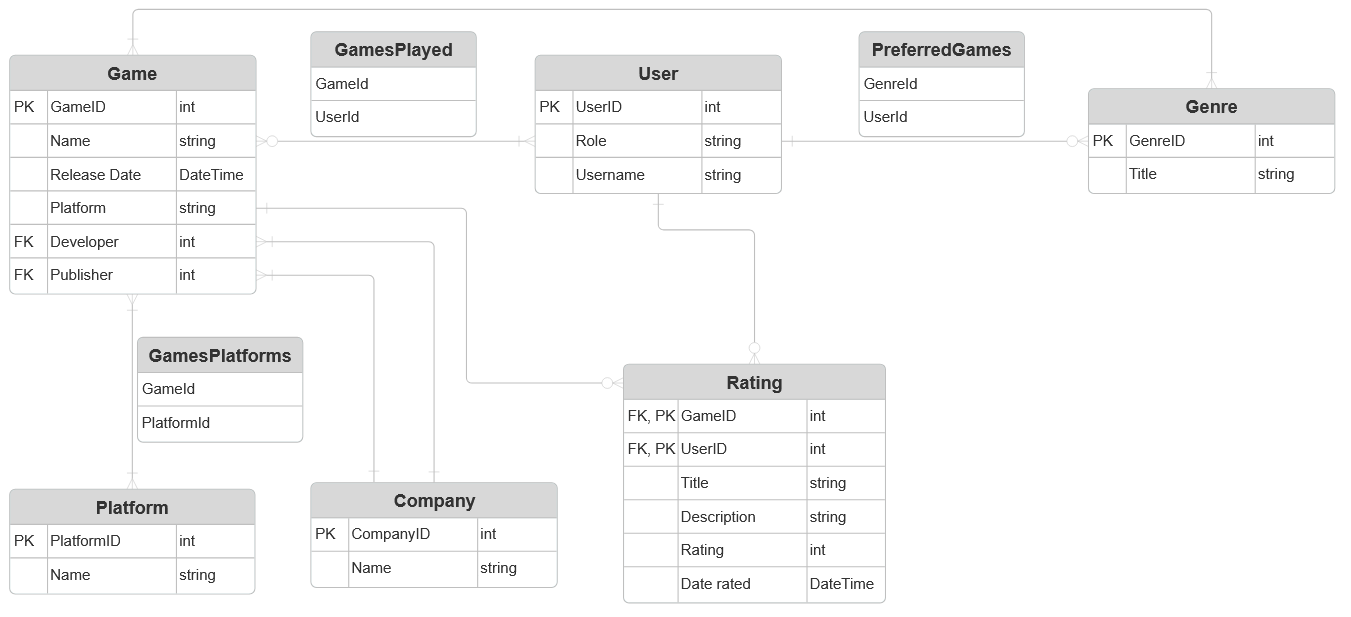 GamesPlayed
GameId
UserId
PreferredGames
GenreId
UserId
Game
PK GameID int
Name string
Release Date DateTime
Platform string
FK Developer int
FK Publisher int
User
PK UserID int
Role string
Username string
Genre
PK GenreID int
Title string
GamesPlatforms
GameId
PlatformId
Rating
FK, PK GameID int
FK, PK UserID int
Title string
Description string
Rating int
Date rated DateTime
Platform
PK PlatformID int
Name string
Company
PK CompanyID int
Name string